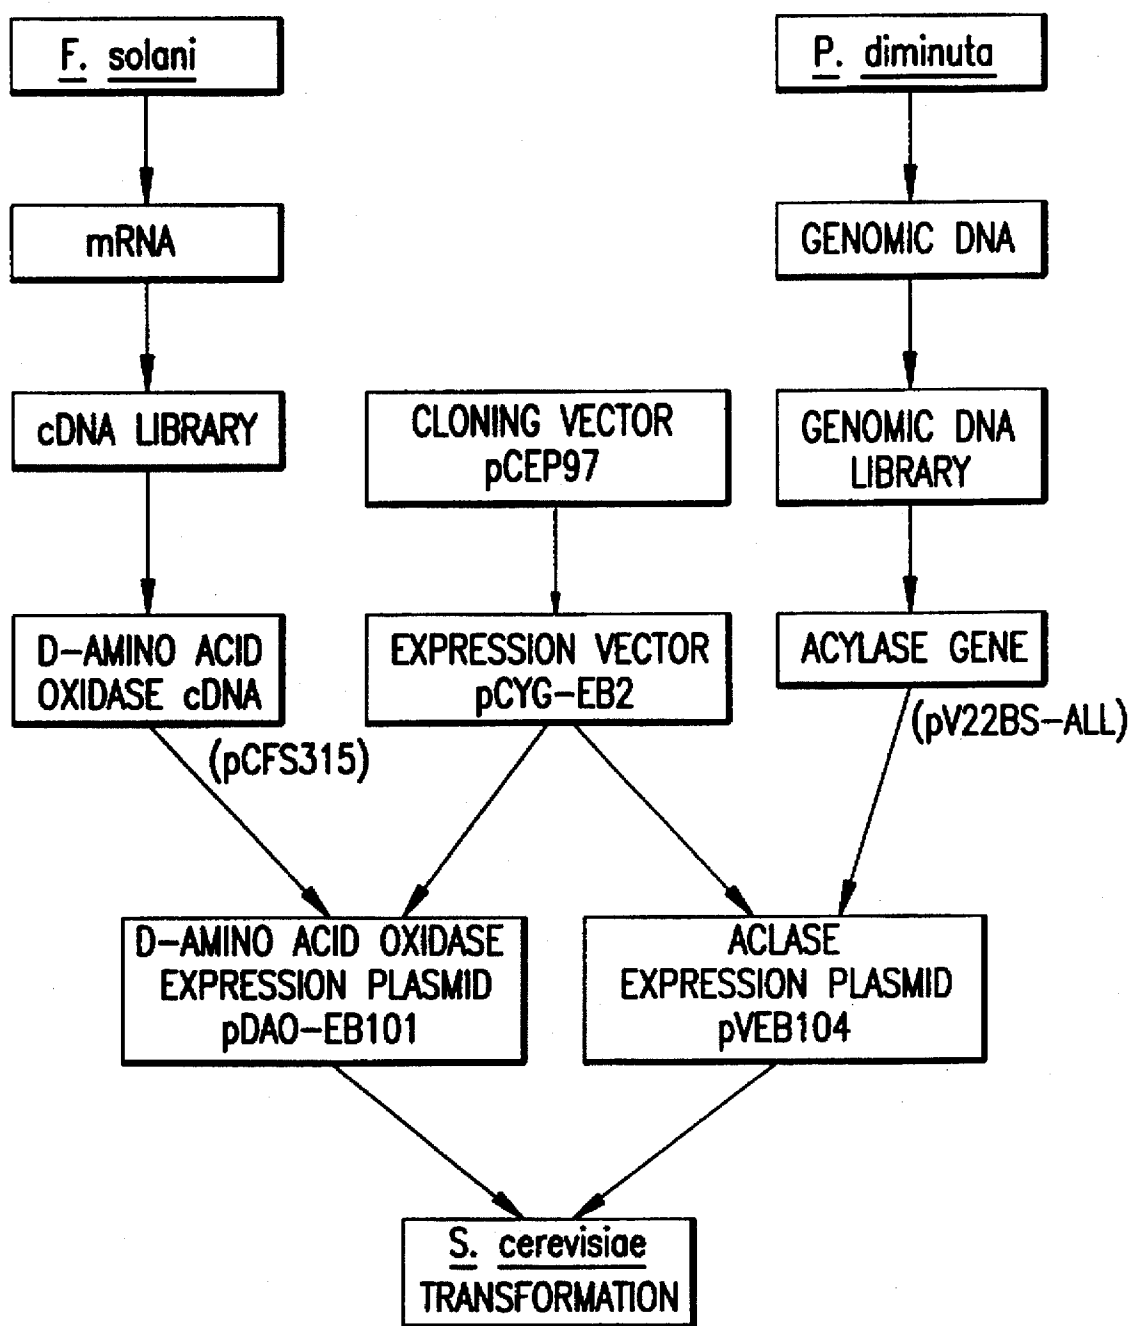 F. solani
P. diminuta
mRNA
GENOMIC DNA
cDNA LIBRARY
CLONING VECTOR
pCEP97
GENOMIC DNA
LIBRARY
D-AMINO ACID
OXIDASE cDNA
EXPRESSION VECTOR
pCYG-EB2
ACYLASE GENE
(pCFS315)
(pV22BS-ALL)
D-AMINO ACID OXIDASE
EXPRESSION PLASMID
pDAO-EB101
ACLASE
EXPRESSION PLASMID
pVEB104
S. cerevisiae
TRANSFORMATION